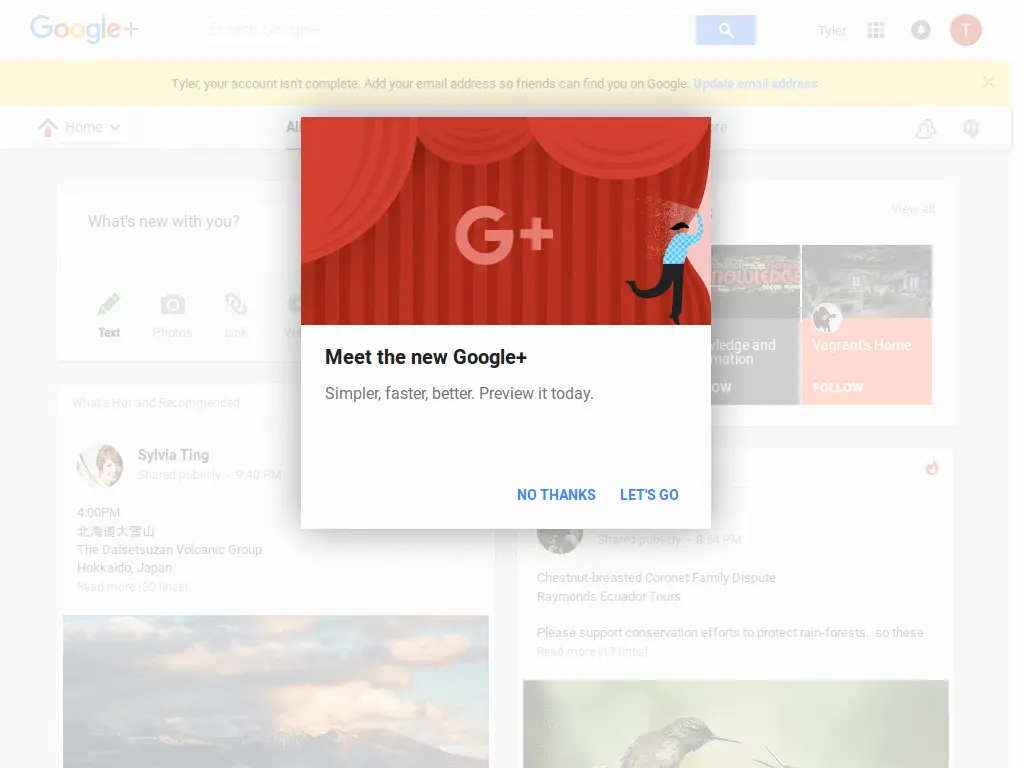 Google+
Search Google+
Tyler
T
Tyler, your account isn't complete. Add your email address so friends can find you on Google. Update email address
Home
All
What's new with you?
View all
Text
Photos
Link
G+
Vagrant's Home
FOLLOW
Meet the new Google+
Simpler, faster, better. Preview it today.
NO THANKS
LET'S GO
What's Hot and Recommended
Sylvia Ting
Shared publicly - 9:40 PM
4:00PM
北海道大雪山
The Daisetsuzan Volcanic Group
Hokkaido, Japan
Read more (30 lines)
Shared publicly - 8:54 PM
Chestnut-breasted Coronet Family Dispute
Raymonds Ecuador Tours
Please support conservation efforts to protect rain-forests.. so these
Read more (17 lines)